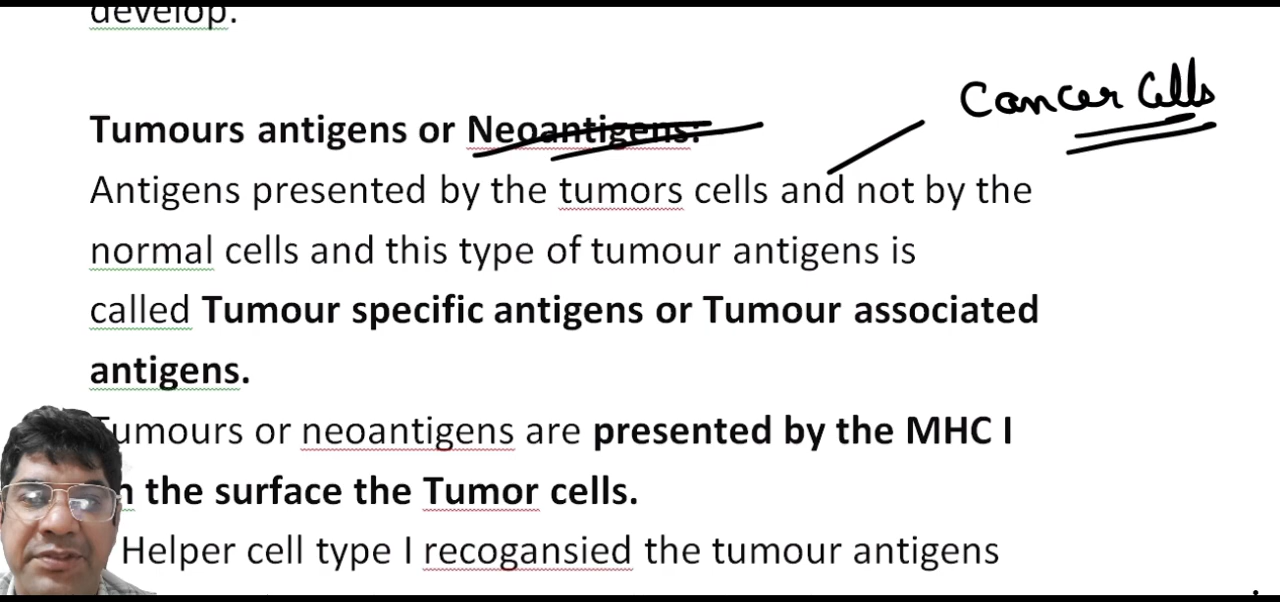 develop.
Cancer Cells
Tumours antigens or Neoantigens:
Antigens presented by the tumors cells and not by the
normal cells and this type of tumour antigens is
called Tumour specific antigens or Tumour associated
antigens.
Tumours or neoantigens are presented by the MHC I
the surface the Tumor cells.
Helper cell type I recogansied the tumour antigens